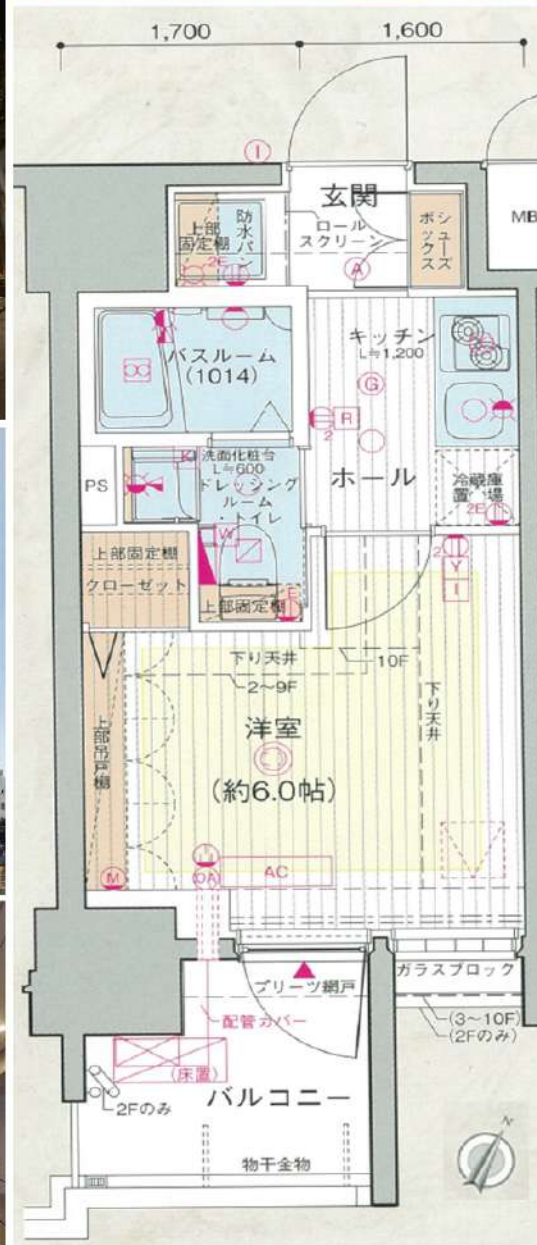 1,700
1,600
I
玄関
ロール
スクリーン
シューズ
ボックス
MB
上部
固定棚
防水パン
2E
A
キッチン
L≒1,200
バスルーム
(1014)
G
2
R
K
洗面化粧台
L≒600
ドレッシング
ルーム
・トイレ
ホール
PS
冷蔵庫
置場
2E
W
上部固定棚
クローゼット
上部固定棚
E
2
Y
I
下り天井
10F
2~9F
下り天井
洋室
(約6.0帖)
上部吊戸棚
M
AC
プリーツ網戸
ガラスブロック
配管カバー
(3~10F)
(2Fのみ)
(床置)
2Fのみ
バルコニー
物干金物
N